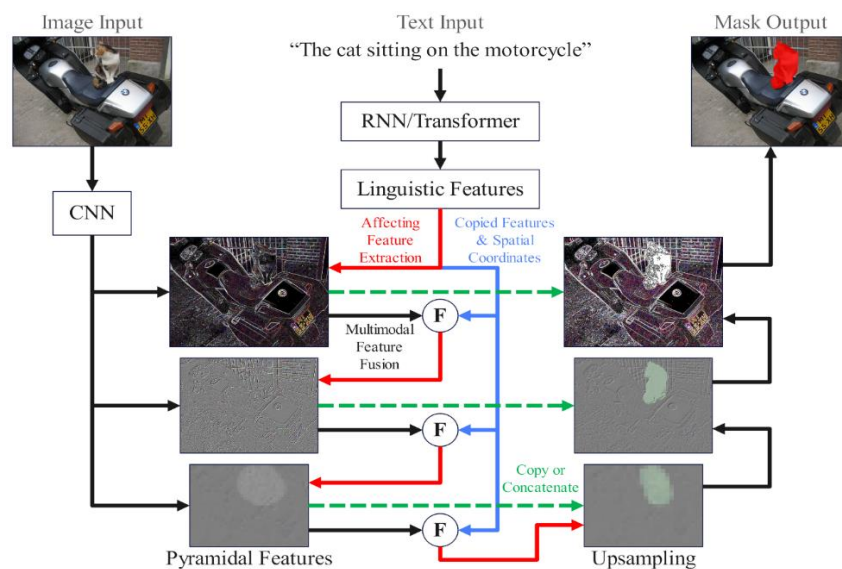 Image Input
Text Input
Mask Output
“The cat sitting on the motorcycle”
RNN/Transformer
Linguistic Features
CNN
Affecting
Feature
Extraction
Copied Features
& Spatial
Coordinates
F
Multimodal
Feature
Fusion
F
Copy or
Concatenate
F
Pyramidal Features
Upsampling